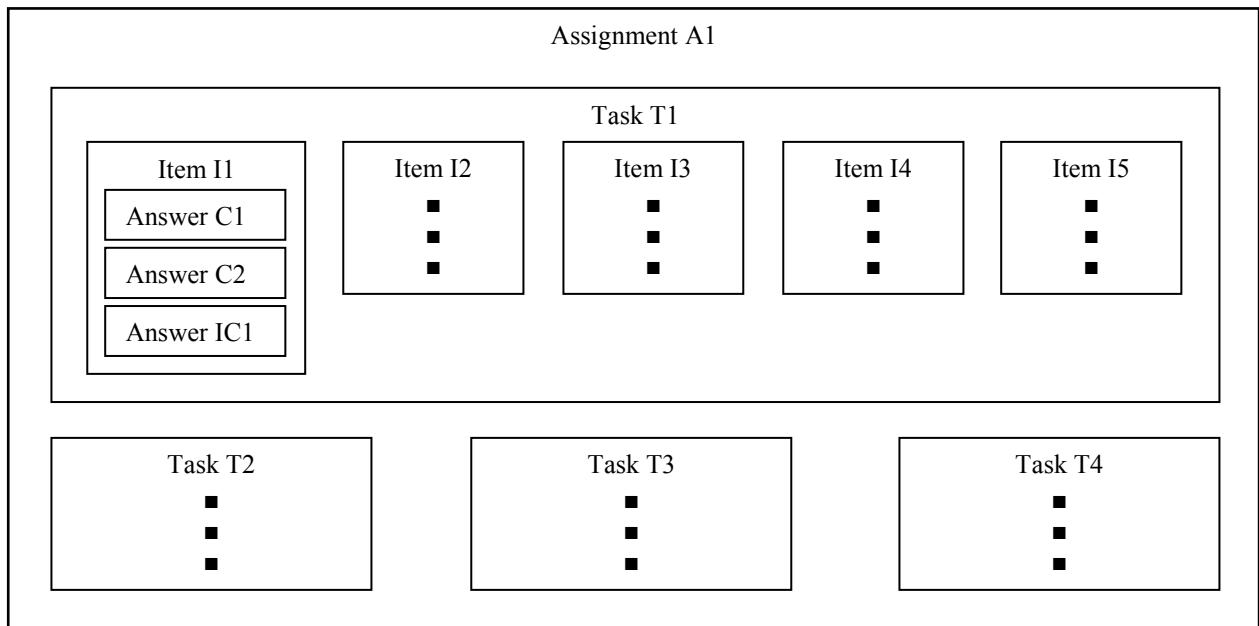 Assignment A1
Task T1
Item I1
Answer C1
Answer C2
Answer IC1
Item I2
Item I3
Item I4
Item I5
Task T2
Task T3
Task T4